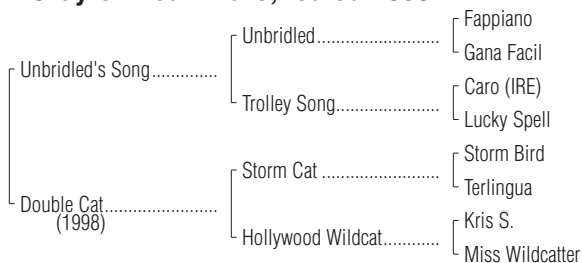 Fappiano
Unbridled
Gana Facil
Unbridled's Song
Caro (IRE)
Trolley Song
Lucky Spell
Storm Bird
Storm Cat
Terlingua
Double Cat
(1998)
Kris S.
Hollywood Wildcat
Miss Wildcatter